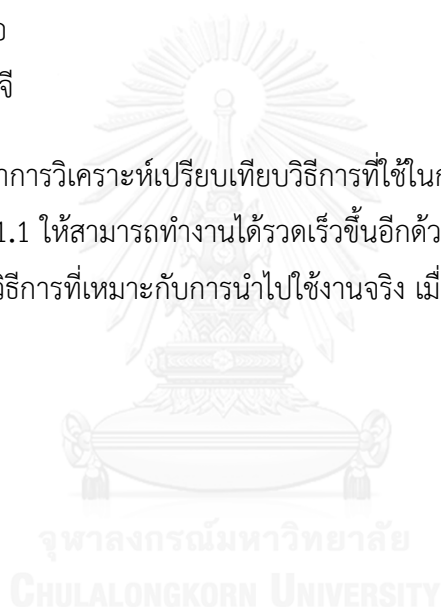 อ
จี
าการวิเคราะห์เปรียบเทียบวิธีการที่ใช้ในก
1.1 ให้สามารถทำงานได้รวดเร็วขึ้นอีกด้ว
วิธีการที่เหมาะกับการนำไปใช้งานจริง เมื่
จุฬาลงกรณ์มหาวิทยาลัย
CHULALONGKORN UNIVERSITY